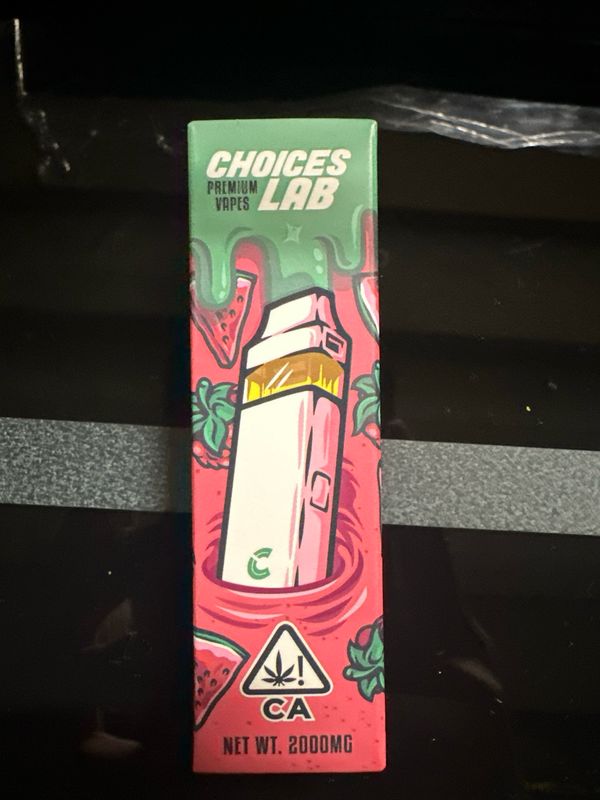 CHOICES
PREMIUM LAB
VAPES
C
!
CA
NET WT. 2000MG